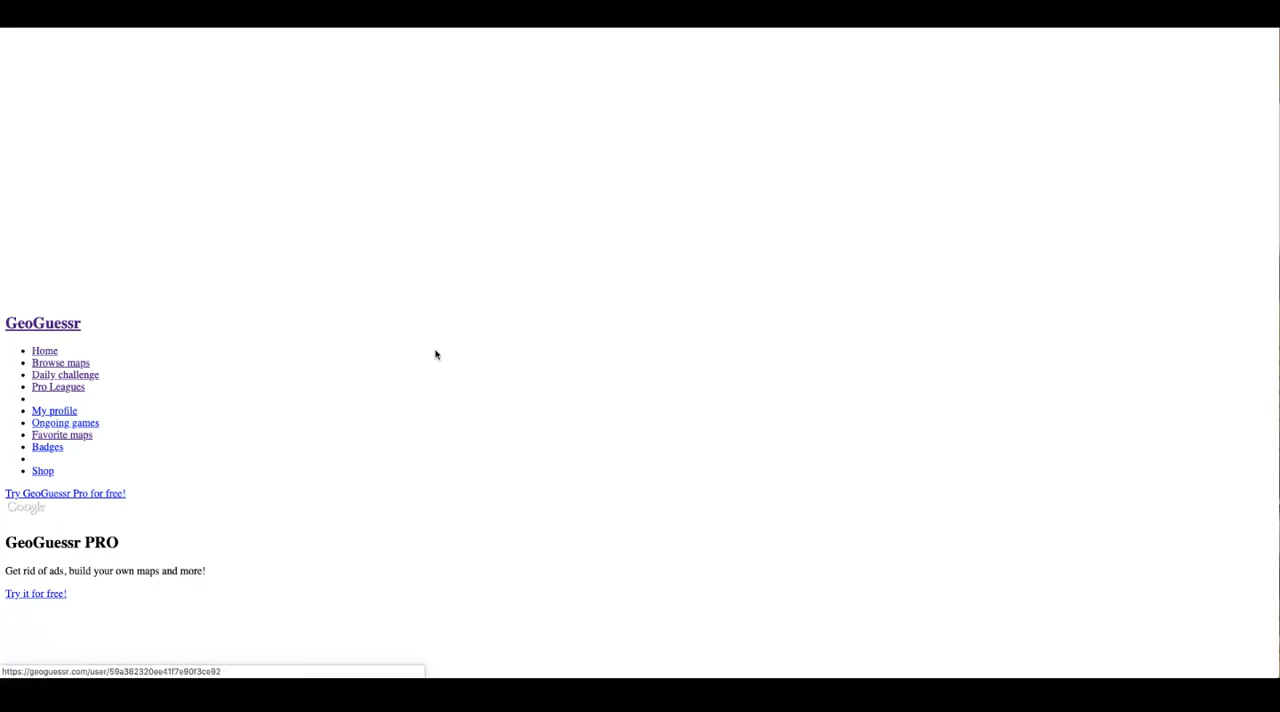 GeoGuessr
Home
Browse maps
Daily challenge
Pro Leagues
My profile
Ongoing games
Favorite maps
Badges
Shop
Try GeoGuessr Pro for free!
Google
GeoGuessr PRO
Get rid of ads, build your own maps and more!
Try it for free!
https://geoguessr.com/user/59a362320ee41f7e90f3ce92